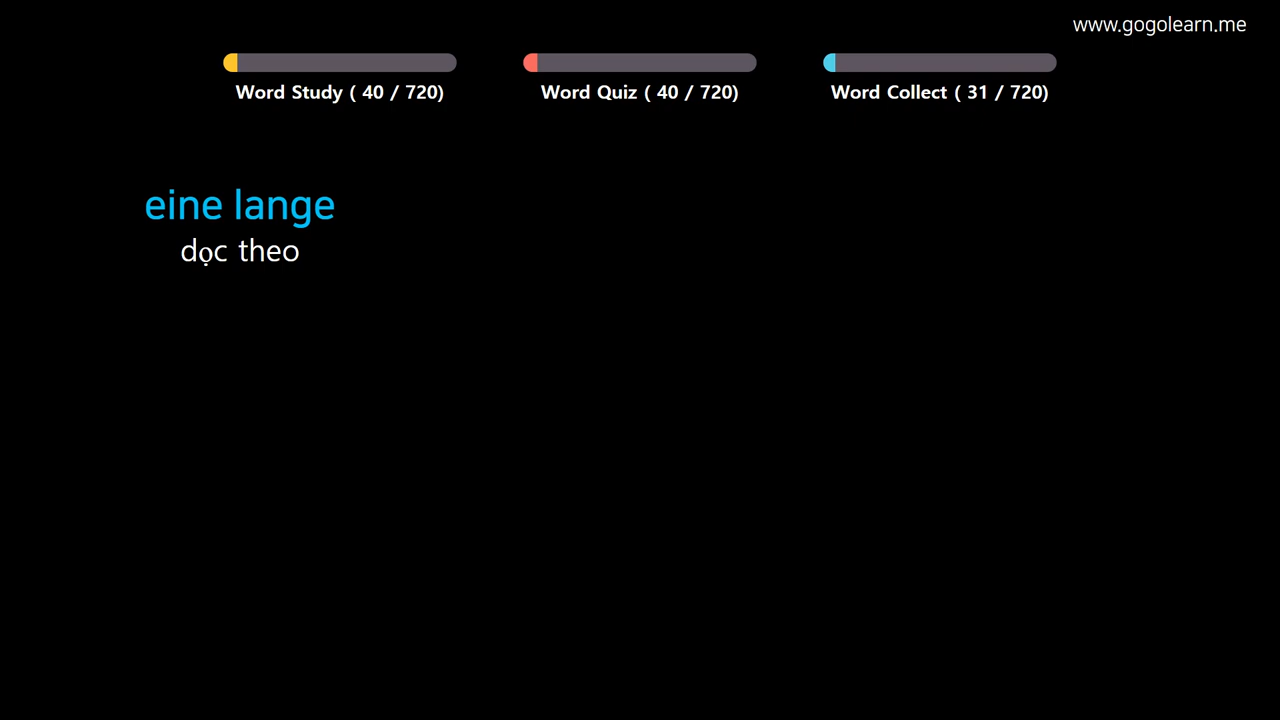 www.gogolearn.me
Word Study ( 40 / 720)
Word Quiz ( 40 / 720)
Word Collect ( 31 / 720)
eine lange
dọc theo